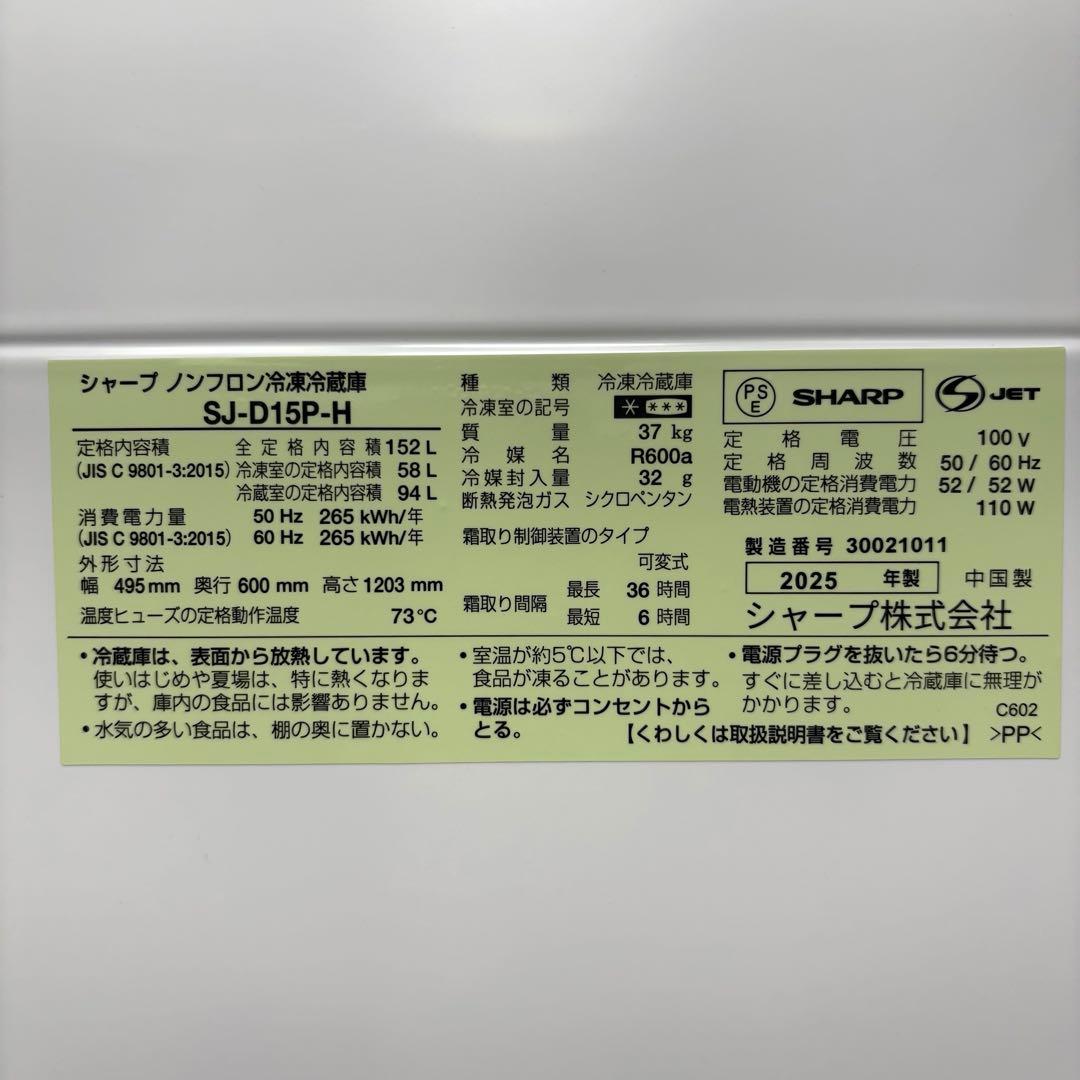 シャープ ノンフロン冷凍冷蔵庫
SJ-D15P-H
定格内容積 全定格内容積 152 L
(JIS C 9801-3:2015) 冷凍室の定格内容積 58 L
冷蔵室の定格内容積 94 L
消費電力量 50 Hz 265 kWh/年
(JIS C 9801-3:2015) 60 Hz 265 kWh/年
外形寸法
幅 495 mm 奥行 600 mm 高さ 1203 mm
温度ヒューズの定格動作温度 73℃
種類 冷凍冷蔵庫
冷凍室の記号 * ***
質量 37 kg
冷媒名 R600a
冷媒封入量 32 g
断熱発泡ガス シクロペンタン
霜取り制御装置のタイプ
可変式
霜取り間隔 最長 36 時間
最短 6 時間
PSE SHARP S JET
定格電圧 100 V
定格周波数 50 / 60 Hz
電動機の定格消費電力 52 / 52 W
電熱装置の定格消費電力 110 W
製造番号 30021011
2025 年製 中国製
シャープ株式会社
・冷蔵庫は、表面から放熱しています。
使いはじめや夏場は、特に熱くなりま
すが、庫内の食品には影響ありません。
・水気の多い食品は、棚の奥に置かない。
・室温が約5℃以下では、
食品が凍ることがあります。
・電源は必ずコンセントから
とる。
・電源プラグを抜いたら6分待つ。
すぐに差し込むと冷蔵庫に無理が
かかります。 C602
【くわしくは取扱説明書をご覧ください】 >PP<